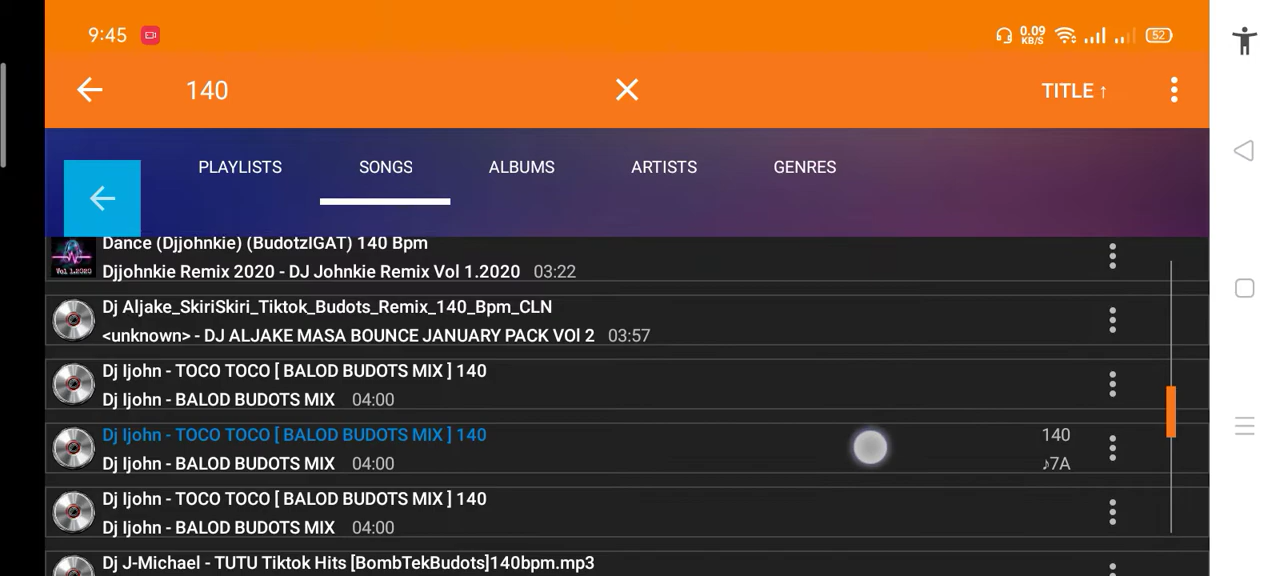 9:45
0.09
KB/S
52
140
TITLE ↑
PLAYLISTS SONGS ALBUMS ARTISTS GENRES
Dance (Djjohnkie) (BudotzIGAT) 140 Bpm
Djjohnkie Remix 2020 - DJ Johnkie Remix Vol 1.2020 03:22
Vol 1.2020
Dj Aljake_SkiriSkiri_Tiktok_Budots_Remix_140_Bpm_CLN
<unknown> - DJ ALJAKE MASA BOUNCE JANUARY PACK VOl 2 03:57
Dj Ijohn - TOCO TOCO [ BALOD BUDOTS MIX ] 140
Dj Ijohn - BALOD BUDOTS MIX 04:00
Dj Ijohn - TOCO TOCO [ BALOD BUDOTS MIX ] 140 140
Dj Ijohn - BALOD BUDOTS MIX 04:00 ♪7A
Dj Ijohn - TOCO TOCO [ BALOD BUDOTS MIX ] 140
Dj Ijohn - BALOD BUDOTS MIX 04:00
Dj J-Michael - TUTU Tiktok Hits [BombTekBudots]140bpm.mp3